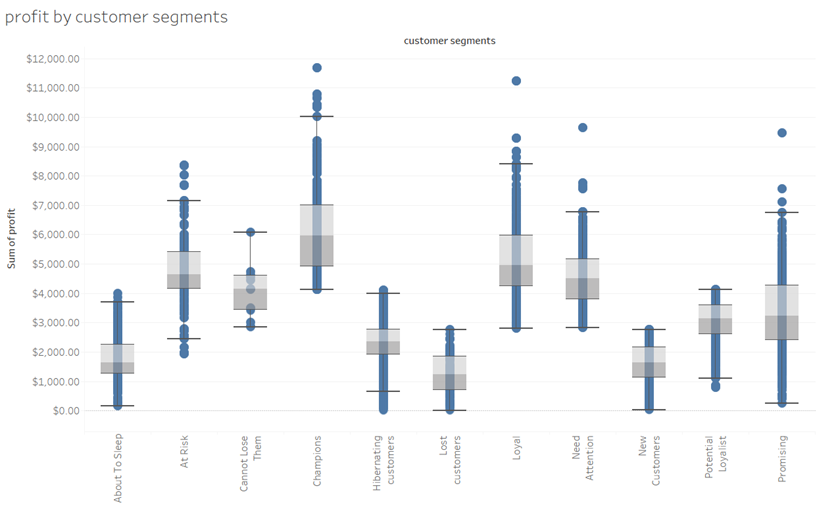 profit by customer segments
customer segments
$12,000.00
$11,000.00
$10,000.00
$9,000.00
$8,000.00
$7,000.00
$6,000.00
$5,000.00
$4,000.00
$3,000.00
$2,000.00
$1,000.00
$0.00
Sum of profit
About To Sleep
At Risk
Cannot Lose
Them
Champions
Hibernating
customers
Lost
customers
Loyal
Need
Attention
New
Customers
Potential
Loyalist
Promising